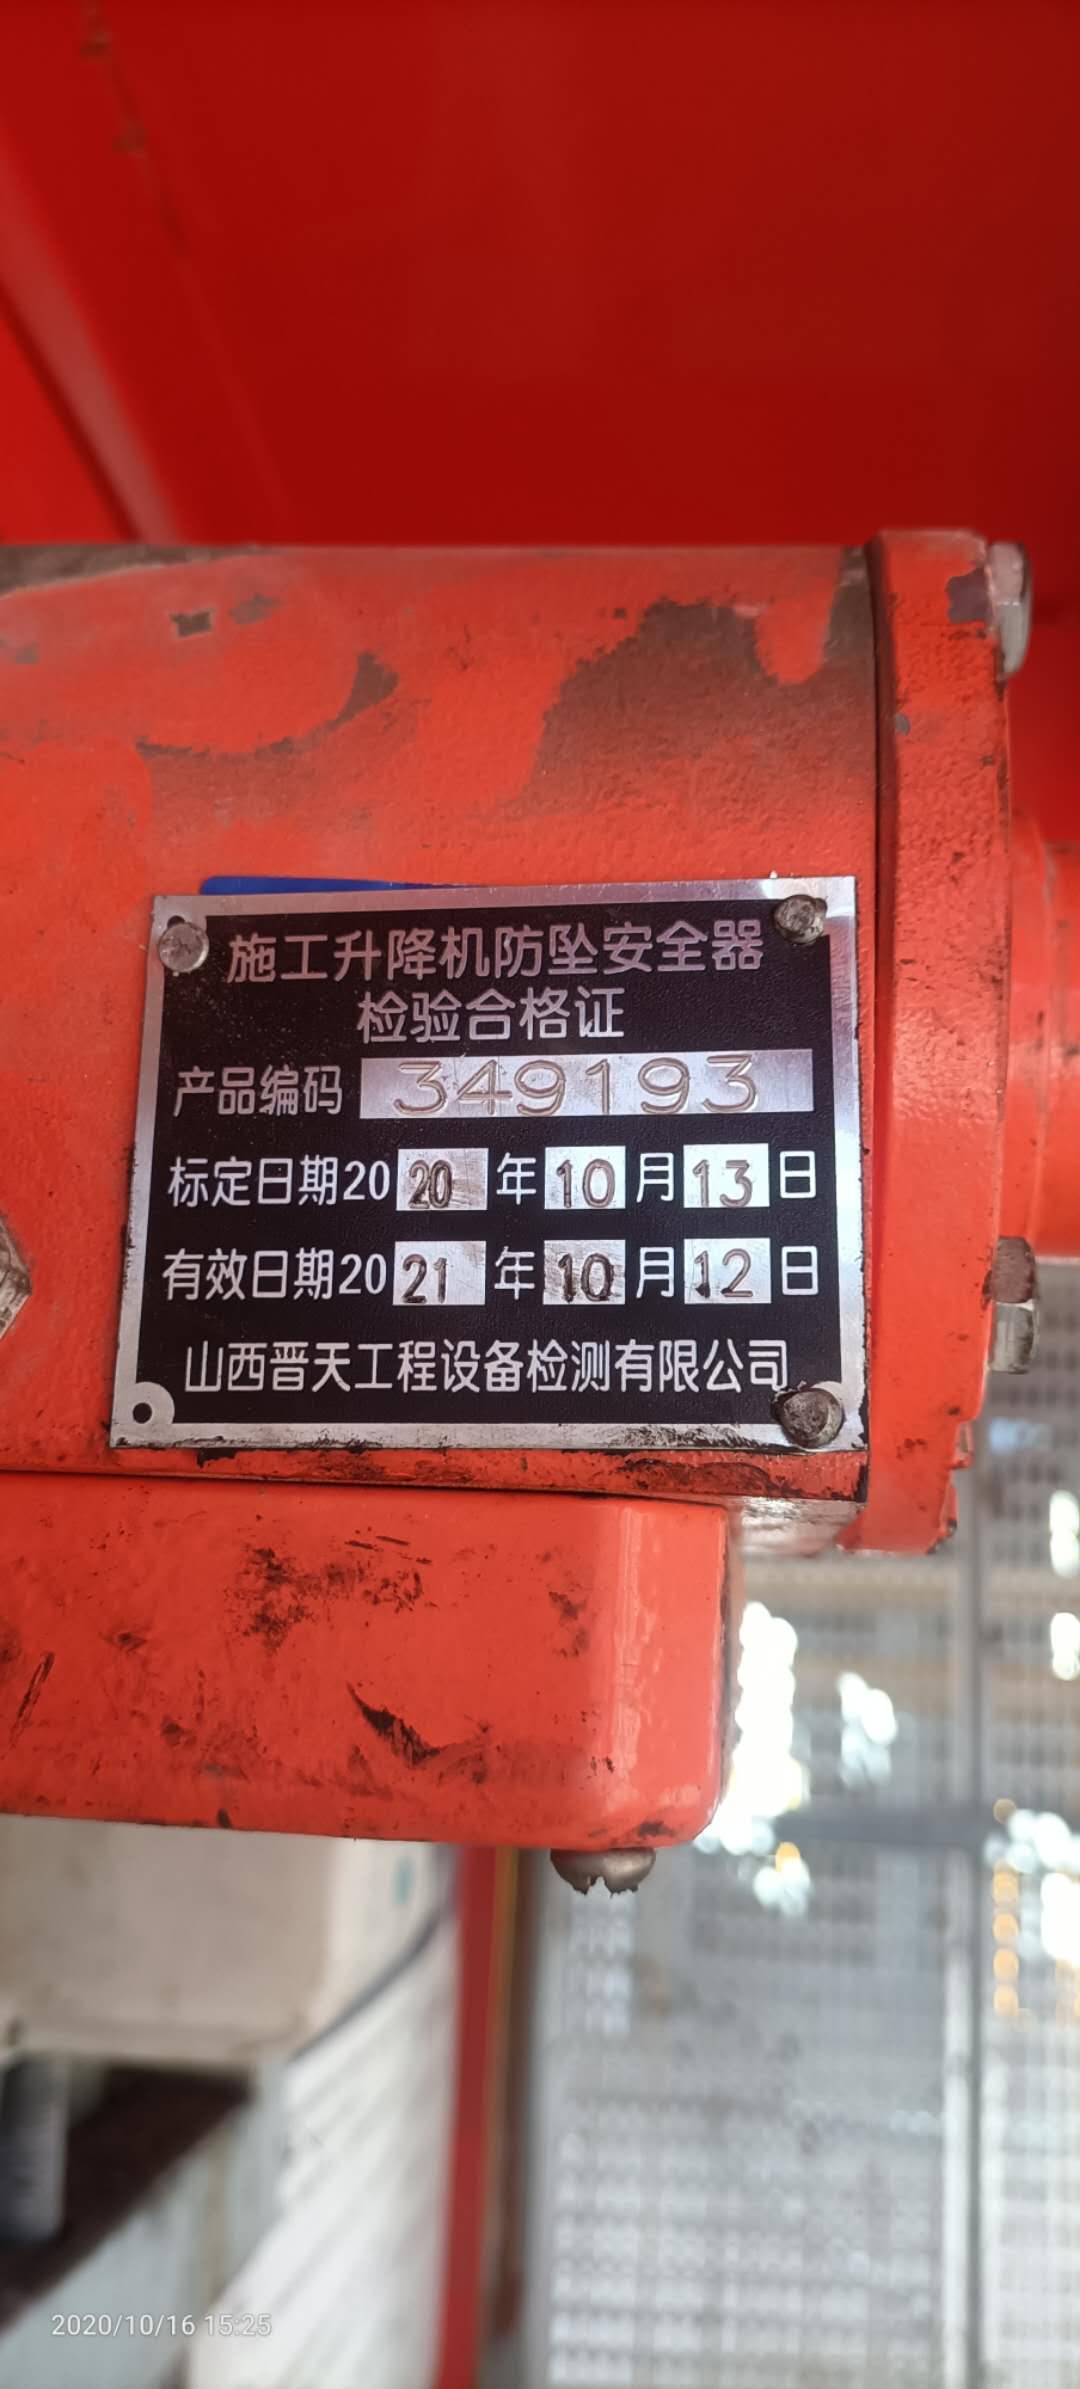 施工升降机防坠安全器
检验合格证
产品编码 349193
标定日期2020年10月13日
有效日期2021年10月12日
山西晋天工程设备检测有限公司
2020/10/16 15:25